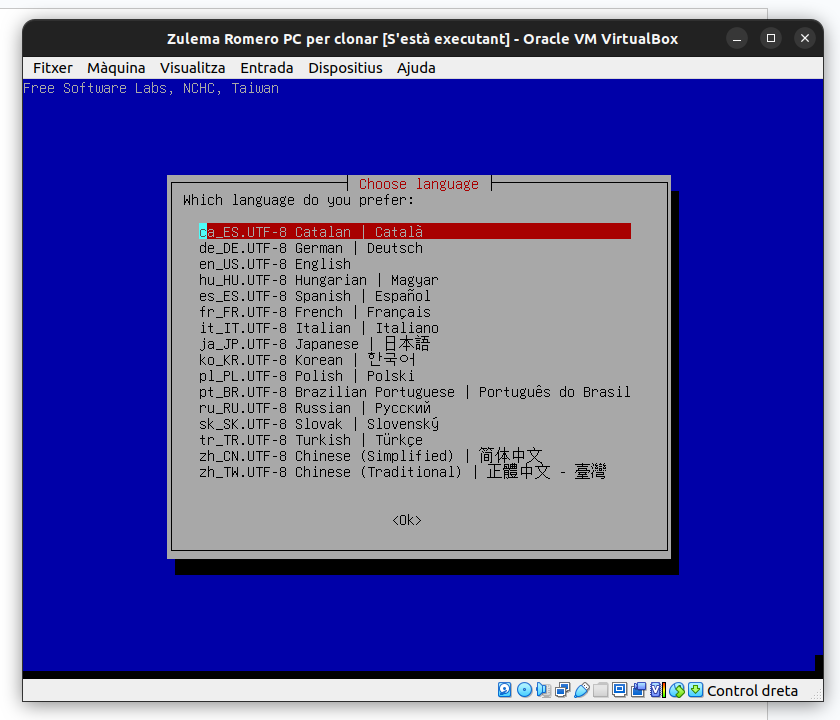 Zulema Romero PC per clonar [S'està executant] - Oracle VM VirtualBox
Fitxer Màquina Visualitza Entrada Dispositius Ajuda
Free Software Labs, NCHC, Taiwan
Choose language
Which language do you prefer:
ca_ES.UTF-8 Catalan | Català
de_DE.UTF-8 German | Deutsch
en_US.UTF-8 English
hu_HU.UTF-8 Hungarian | Magyar
es_ES.UTF-8 Spanish | Español
fr_FR.UTF-8 French | Français
it_IT.UTF-8 Italian | Italiano
ja_JP.UTF-8 Japanese | 日本語
ko_KR.UTF-8 Korean | 한국어
pl_PL.UTF-8 Polish | Polski
pt_BR.UTF-8 Brazilian Portuguese | Português do Brasil
ru_RU.UTF-8 Russian | Русский
sk_SK.UTF-8 Slovak | Slovenský
tr_TR.UTF-8 Turkish | Türkçe
zh_CN.UTF-8 Chinese (Simplified) | 简体中文
zh_TW.UTF-8 Chinese (Traditional) | 正體中文 - 臺灣
<Ok>
Control dreta